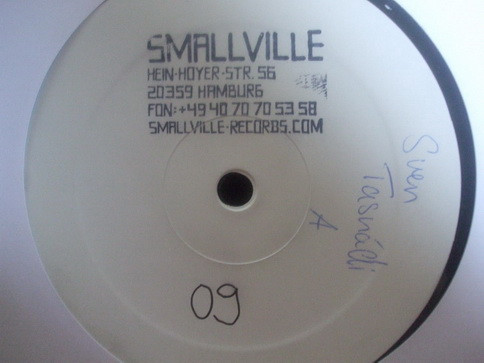 SMALLVILLE
HEIN-HOYER-STR. 56
20359 HAMBURG
FON: +49 40 70 70 53 58
SMALLVILLE-RECORDS.COM
Sven
Tasnádi
A
09